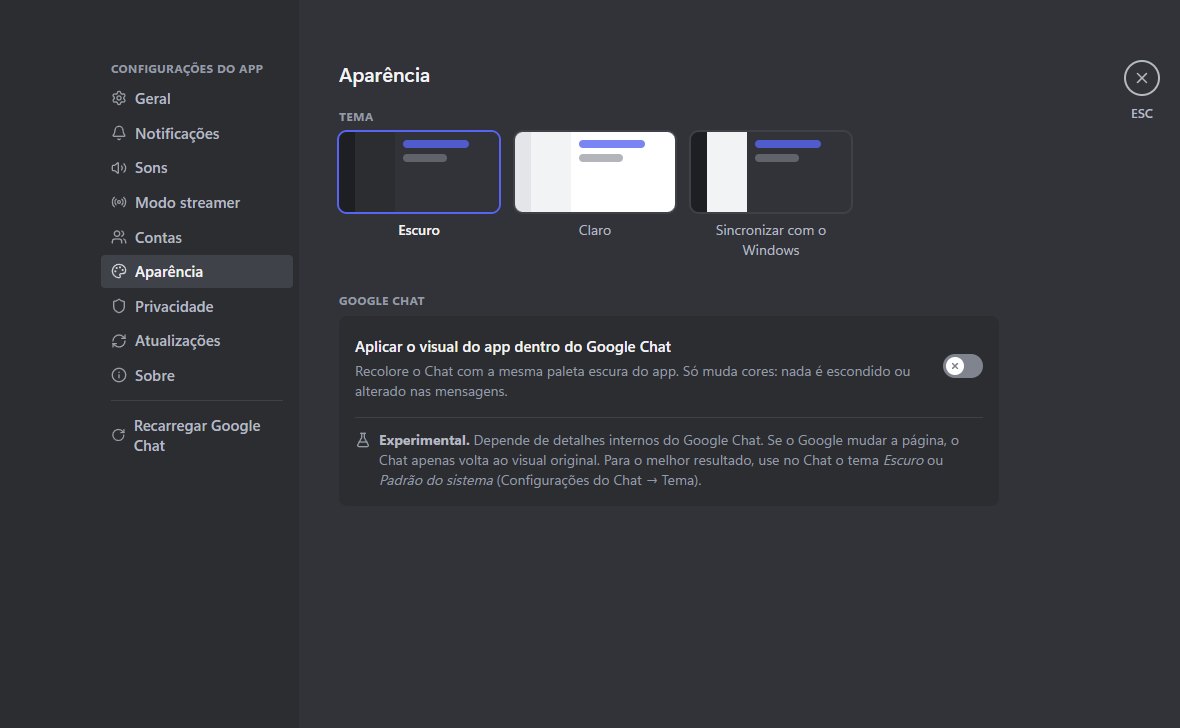 CONFIGURAÇÕES DO APP
Geral
Notificações
Sons
Modo streamer
Contas
Aparência
Privacidade
Atualizações
Sobre
Recarregar Google
Chat
Aparência
ESC
TEMA
Escuro
Claro
Sincronizar com o
Windows
GOOGLE CHAT
Aplicar o visual do app dentro do Google Chat
Recolore o Chat com a mesma paleta escura do app. Só muda cores: nada é escondido ou
alterado nas mensagens.
Experimental. Depende de detalhes internos do Google Chat. Se o Google mudar a página, o
Chat apenas volta ao visual original. Para o melhor resultado, use no Chat o tema Escuro ou
Padrão do sistema (Configurações do Chat → Tema).